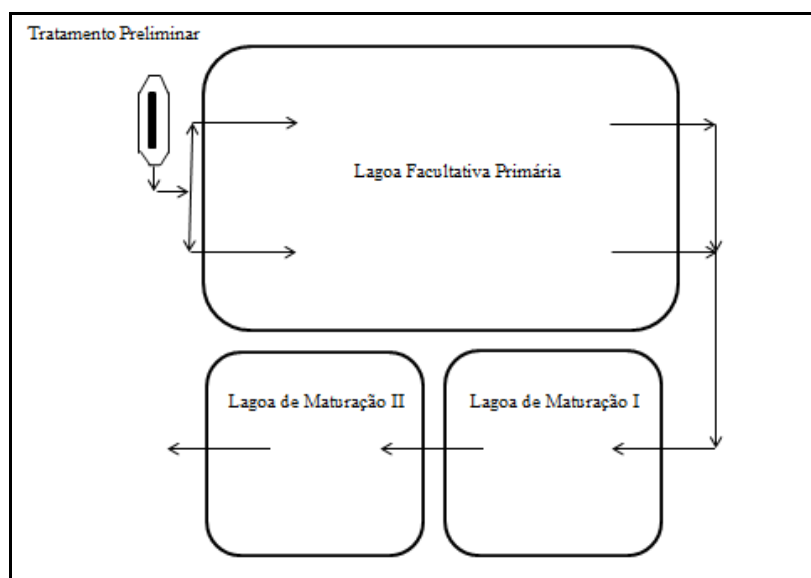 Tratamento Preliminar
Lagoa Facultativa Primária
Lagoa de Maturação II
Lagoa de Maturação I